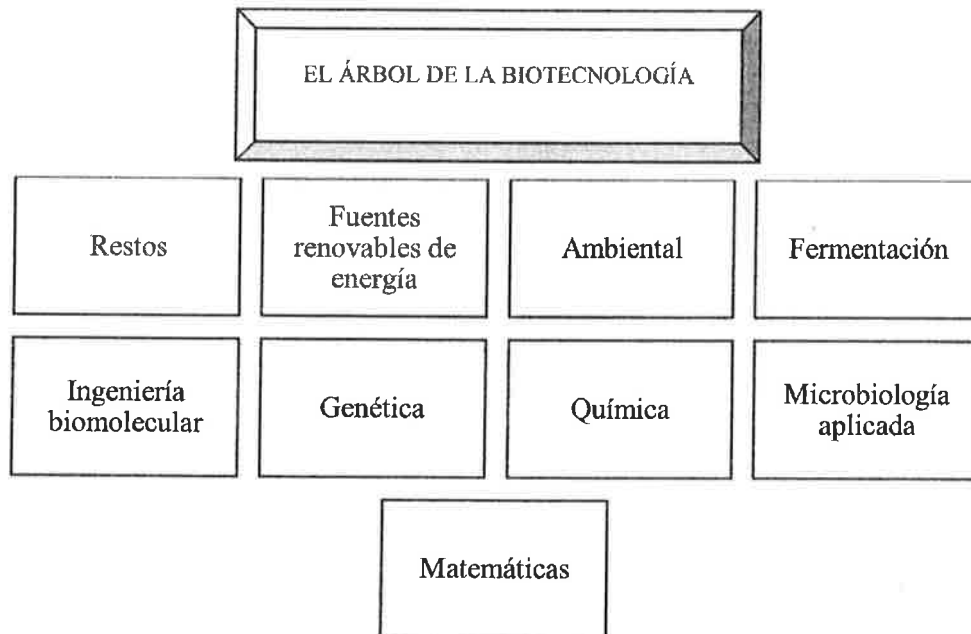 EL ÁRBOL DE LA BIOTECNOLOGÍA
Restos
Fuentes
renovables de
energía
Ambiental
Fermentación
Ingeniería
biomolecular
Genética
Química
Microbiología
aplicada
Matemáticas